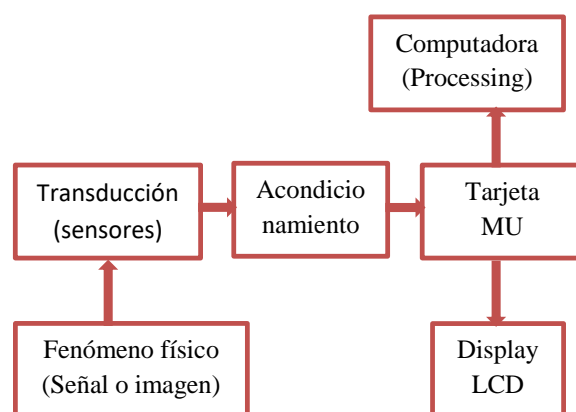 Computadora
(Processing)
Transducción
(sensores)
Acondicio
namiento
Tarjeta
MU
Fenómeno físico
(Señal o imagen)
Display
LCD